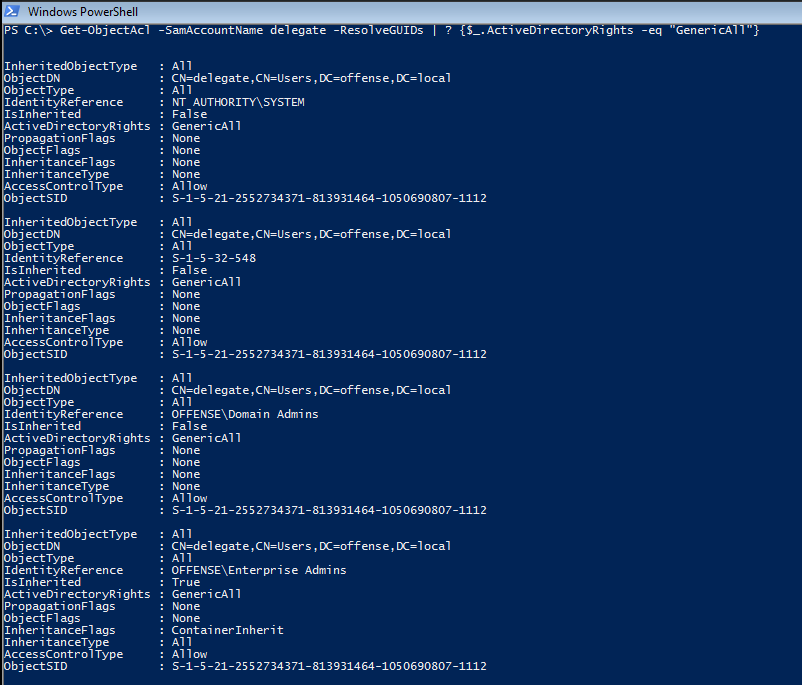 Windows PowerShell
PS C:\> Get-ObjectAcl -SamAccountName delegate -ResolveGUIDs | ? {$_.ActiveDirectoryRights -eq "GenericAll"}
InheritedObjectType : All
ObjectDN : CN=delegate,CN=Users,DC=offense,DC=local
ObjectType : All
IdentityReference : NT AUTHORITY\SYSTEM
IsInherited : False
ActiveDirectoryRights : GenericAll
PropagationFlags : None
ObjectFlags : None
InheritanceFlags : None
InheritanceType : None
AccessControlType : Allow
ObjectSID : S-1-5-21-2552734371-813931464-1050690807-1112
InheritedObjectType : All
ObjectDN : CN=delegate,CN=Users,DC=offense,DC=local
ObjectType : All
IdentityReference : S-1-5-32-548
IsInherited : False
ActiveDirectoryRights : GenericAll
PropagationFlags : None
ObjectFlags : None
InheritanceFlags : None
InheritanceType : None
AccessControlType : Allow
ObjectSID : S-1-5-21-2552734371-813931464-1050690807-1112
InheritedObjectType : All
ObjectDN : CN=delegate,CN=Users,DC=offense,DC=local
ObjectType : All
IdentityReference : OFFENSE\Domain Admins
IsInherited : False
ActiveDirectoryRights : GenericAll
PropagationFlags : None
ObjectFlags : None
InheritanceFlags : None
InheritanceType : None
AccessControlType : Allow
ObjectSID : S-1-5-21-2552734371-813931464-1050690807-1112
InheritedObjectType : All
ObjectDN : CN=delegate,CN=Users,DC=offense,DC=local
ObjectType : All
IdentityReference : OFFENSE\Enterprise Admins
IsInherited : True
ActiveDirectoryRights : GenericAll
PropagationFlags : None
ObjectFlags : None
InheritanceFlags : ContainerInherit
InheritanceType : All
AccessControlType : Allow
ObjectSID : S-1-5-21-2552734371-813931464-1050690807-1112